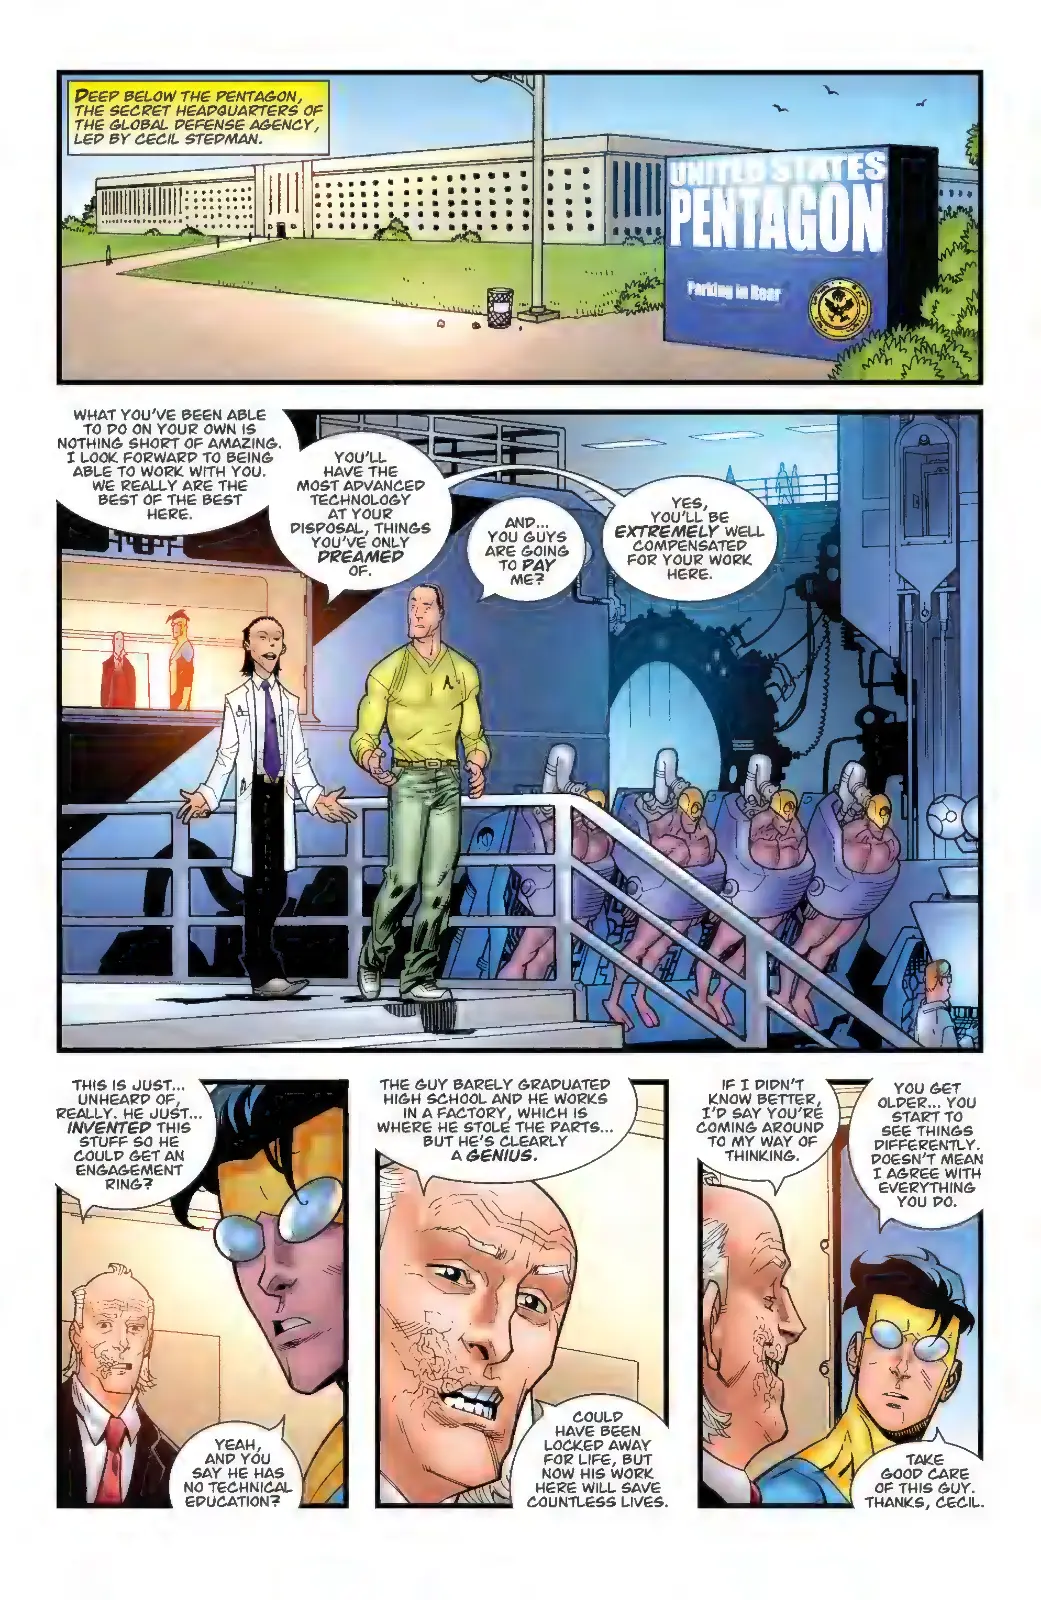 DEEP BELOW THE PENTAGON,
THE SECRET HEADQUARTERS OF
THE GLOBAL DEFENSE AGENCY,
LED BY CECIL STEDMAN.
UNITED STATES
PENTAGON
Parking in Rear
WHAT YOU'VE BEEN ABLE
TO DO ON YOUR OWN IS
NOTHING SHORT OF AMAZING.
I LOOK FORWARD TO BEING
ABLE TO WORK WITH YOU.
WE REALLY ARE THE
BEST OF THE BEST
HERE.
YOU'LL
HAVE THE
MOST ADVANCED
TECHNOLOGY
AT YOUR
DISPOSAL, THINGS
YOU'VE ONLY
DREAMED
OF.
AND...
YOU GUYS
ARE GOING
TO PAY
ME?
YES,
YOU'LL BE
EXTREMELY WELL
COMPENSATED
FOR YOUR WORK
HERE.
THIS IS JUST...
UNHEARD OF,
REALLY. HE JUST...
INVENTED THIS
STUFF SO HE
COULD GET AN
ENGAGEMENT
RING?
YEAH,
AND YOU
SAY HE HAS
NO TECHNICAL
EDUCATION?
THE GUY BARELY GRADUATED
HIGH SCHOOL AND HE WORKS
IN A FACTORY, WHICH IS
WHERE HE STOLE THE PARTS...
BUT HE'S CLEARLY
A GENIUS.
COULD
HAVE BEEN
LOCKED AWAY
FOR LIFE, BUT
NOW HIS WORK
HERE WILL SAVE
COUNTLESS LIVES.
IF I DIDN'T
KNOW BETTER,
I'D SAY YOU'RE
COMING AROUND
TO MY WAY OF
THINKING.
YOU GET
OLDER... YOU
START TO
SEE THINGS
DIFFERENTLY.
DOESN'T MEAN
I AGREE WITH
EVERYTHING
YOU DO.
TAKE
GOOD CARE
OF THIS GUY.
THANKS, CECIL.